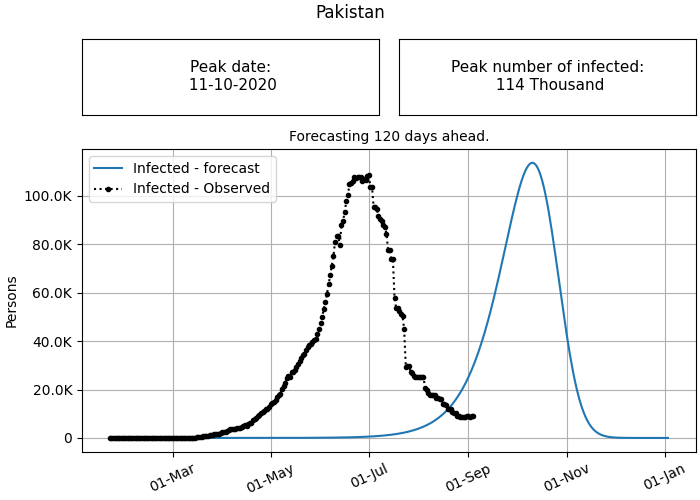 Pakistan
Peak date:
11-10-2020
Peak number of infected:
114 Thousand
Forecasting 120 days ahead.
Infected - forecast
Infected - Observed
100.0K
80.0K
60.0K
40.0K
20.0K
0
Persons
01-Mar
01-May
01-Jul
01-Sep
01-Nov
01-Jan